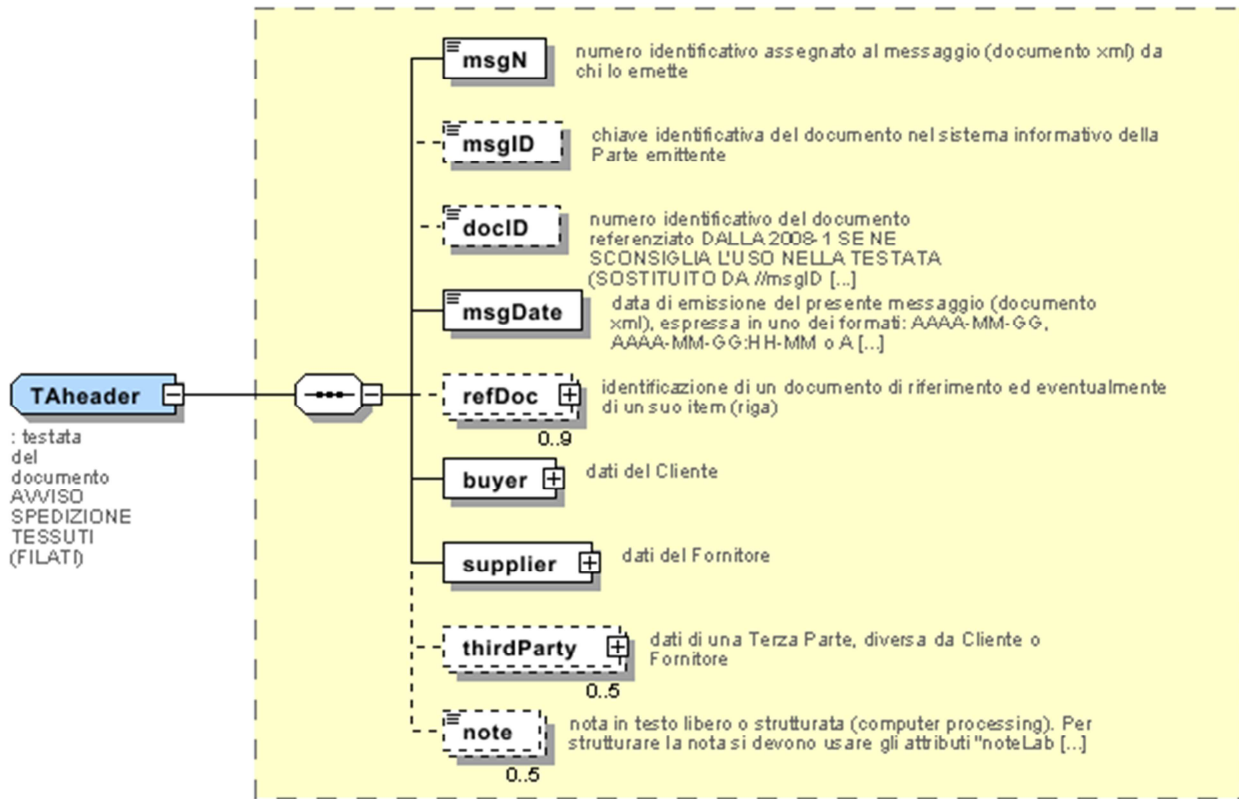 msgN
numero identificativo assegnato al messaggio (documento xml) da
chi lo emette
msgID
chiave identificativa del documento nel sistema informativo della
Parte emittente
docID
numero identificativo del documento
referenziato DALLA 2008-1 SE NE
SCONSIGLIA L'USO NELLA TESTATA
(SOSTITUITO DA //msgID [...]
msgDate
data di emissione del presente messaggio (documento
xml), espressa in uno dei formati: AAAA-MM-GG,
AAAA-MM-GG:HH-MM o A [...]
TAheader
: testata
del
documento
AVVISO
SPEDIZIONE
TESSUTI
(FILATI)
refDoc
0..9
identificazione di un documento di riferimento ed eventualmente
di un suo item (riga)
buyer
dati del Cliente
supplier
dati del Fornitore
thirdParty
0..5
dati di una Terza Parte, diversa da Cliente o
Fornitore
note
0..5
nota in testo libero o strutturata (computer processing). Per
strutturare la nota si devono usare gli attributi "noteLab [...]